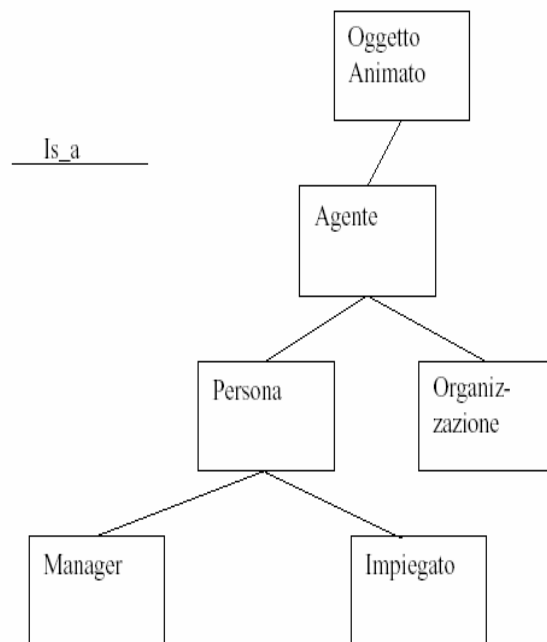 Oggetto
Animato
Is_a
Agente
Persona
Organiz-
zazione
Manager
Impiegato